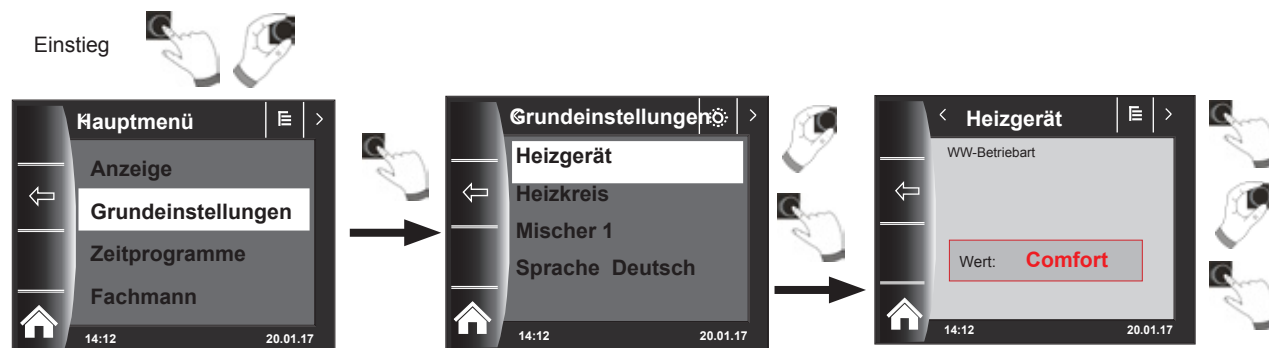 Einstieg
Hauptmenü
Anzeige
Grundeinstellungen
Zeitprogramme
Fachmann
14:12 20.01.17
Grundeinstellungen
Heizgerät
Heizkreis
Mischer 1
Sprache Deutsch
14:12 20.01.17
Heizgerät
WW-Betriebart
Wert: Comfort
14:12 20.01.17